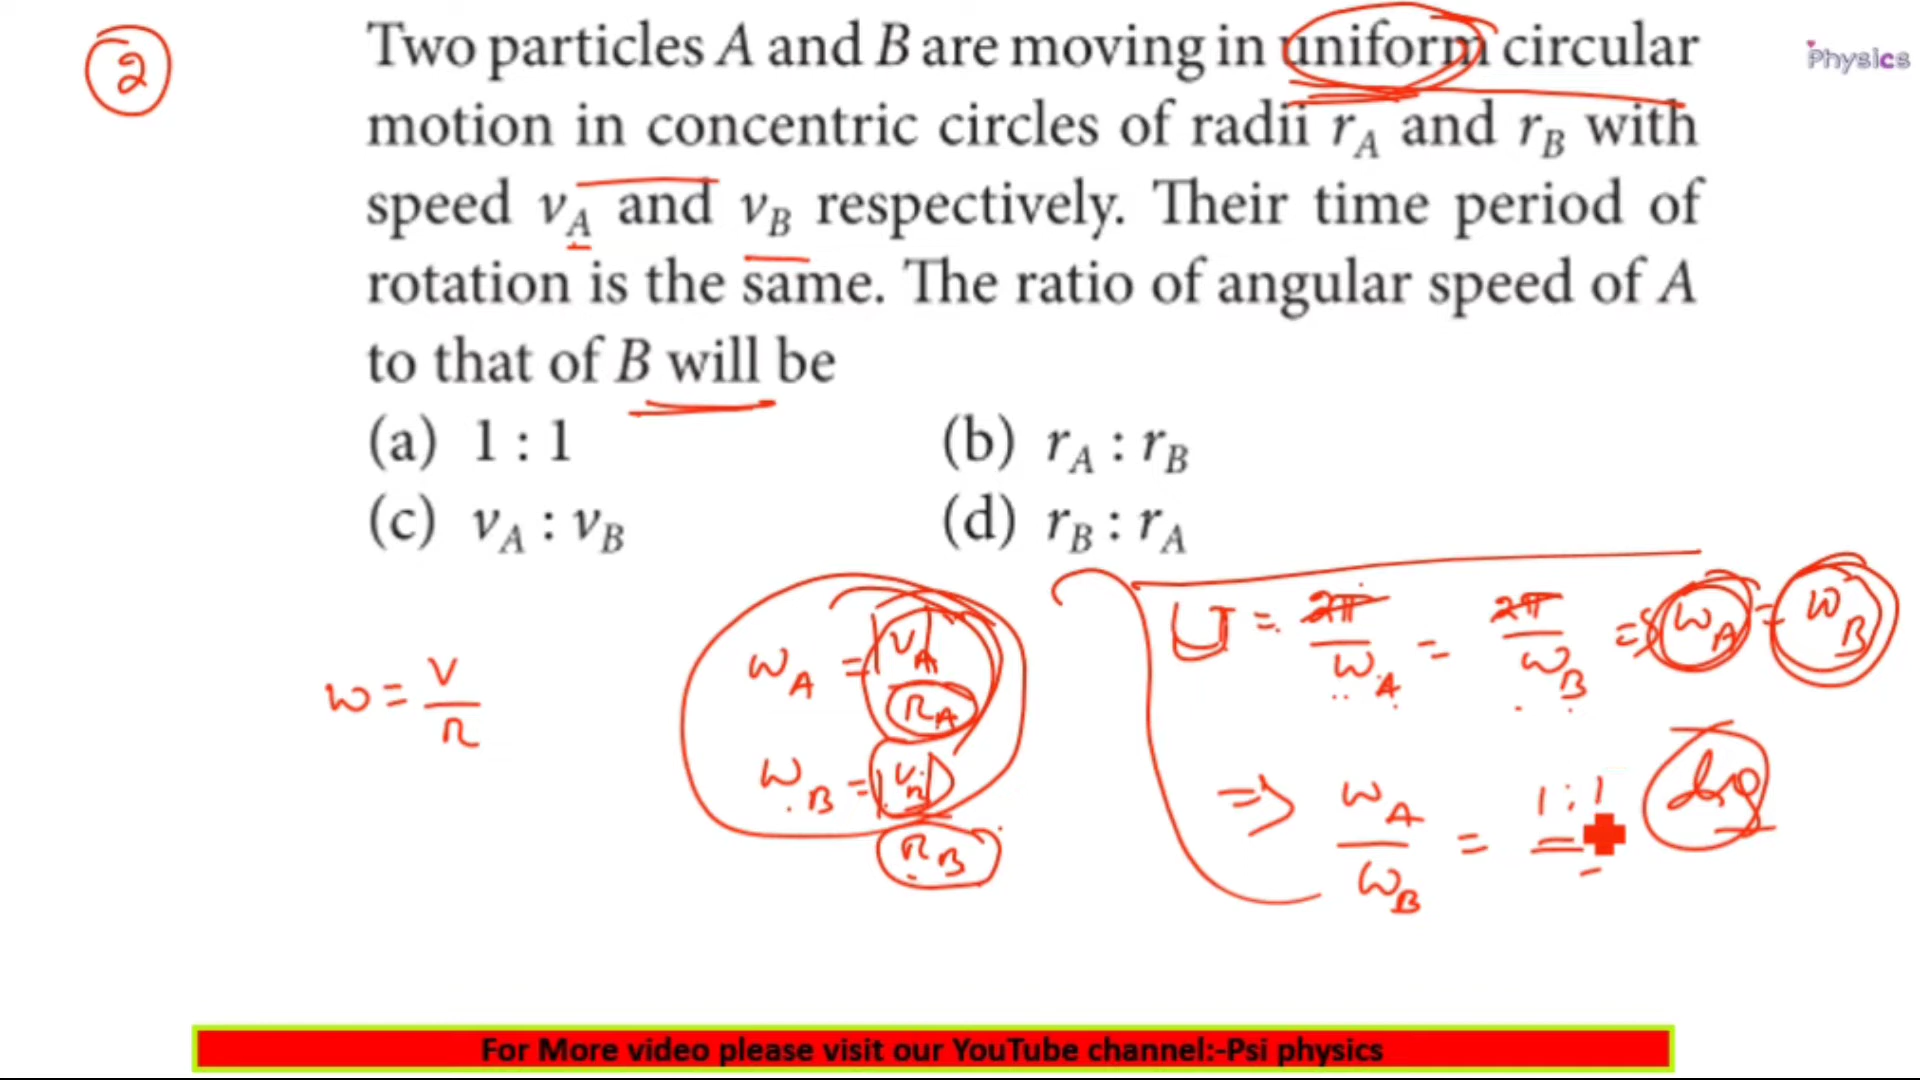 2
Two particles A and B are moving in uniform circular
Physics
motion in concentric circles of radii r_A and r_B with
speed v_A and v_B respectively. Their time period of
rotation is the same. The ratio of angular speed of A
to that of B will be
(a) 1 : 1 (b) r_A : r_B
(c) v_A : v_B (d) r_B : r_A
ω = v/r
ω_A = v_A/r_A
ω_B = v_B/r_B
= 2π/ω_A = 2π/ω_B => ω_A = ω_B
=> ω_A/ω_B = 1 : 1
For More video please visit our YouTube channel:-Psi physics